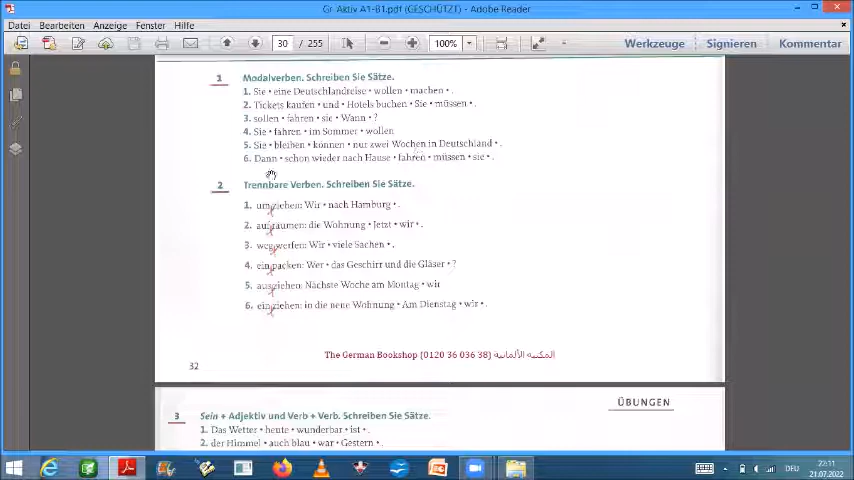 Gr. Aktiv A1-B1.pdf (GESCHÜTZT) - Adobe Reader
Datei Bearbeiten Anzeige Fenster Hilfe
30 / 255 100% Werkzeuge Signieren Kommentar
1 Modalverben. Schreiben Sie Sätze.
1. Sie • eine Deutschlandreise • wollen • machen • .
2. Tickets kaufen • und • Hotels buchen • Sie • müssen • .
3. sollen • fahren • sie • Wann • ?
4. Sie • fahren • im Sommer • wollen
5. Sie • bleiben • können • nur zwei Wochen in Deutschland • .
6. Dann • schon wieder nach Hause • fahren • müssen • sie • .
2 Trennbare Verben. Schreiben Sie Sätze.
1. umziehen: Wir • nach Hamburg • .
2. aufräumen: die Wohnung • Jetzt • wir • .
3. wegwerfen: Wir • viele Sachen • .
4. einpacken: Wer • das Geschirr und die Gläser • ?
5. ausziehen: Nächste Woche am Montag • wir
6. einziehen: in die neue Wohnung • Am Dienstag • wir • .
The German Bookshop (0120 36 036 38) المكتبة الألمانية
32
ÜBUNGEN
3 Sein + Adjektiv und Verb + Verb. Schreiben Sie Sätze.
1. Das Wetter • heute • wunderbar • ist • .
2. der Himmel • auch blau • war • Gestern • .
DEU
22:11
21.07.2022